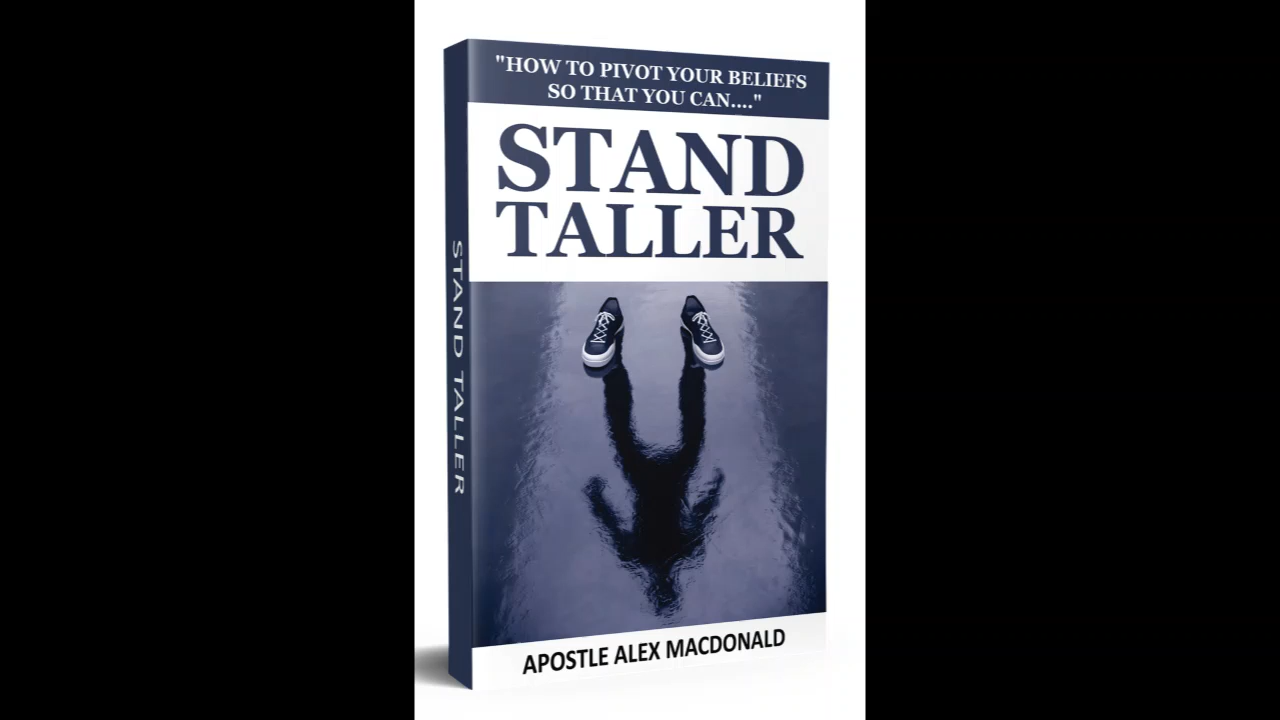 "HOW TO PIVOT YOUR BELIEFS
SO THAT YOU CAN...."
STAND
TALLER
STAND TALLER
APOSTLE ALEX MACDONALD